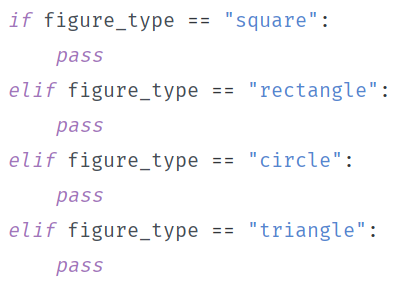 if figure_type == "square":
    pass
elif figure_type == "rectangle":
    pass
elif figure_type == "circle":
    pass
elif figure_type == "triangle":
    pass